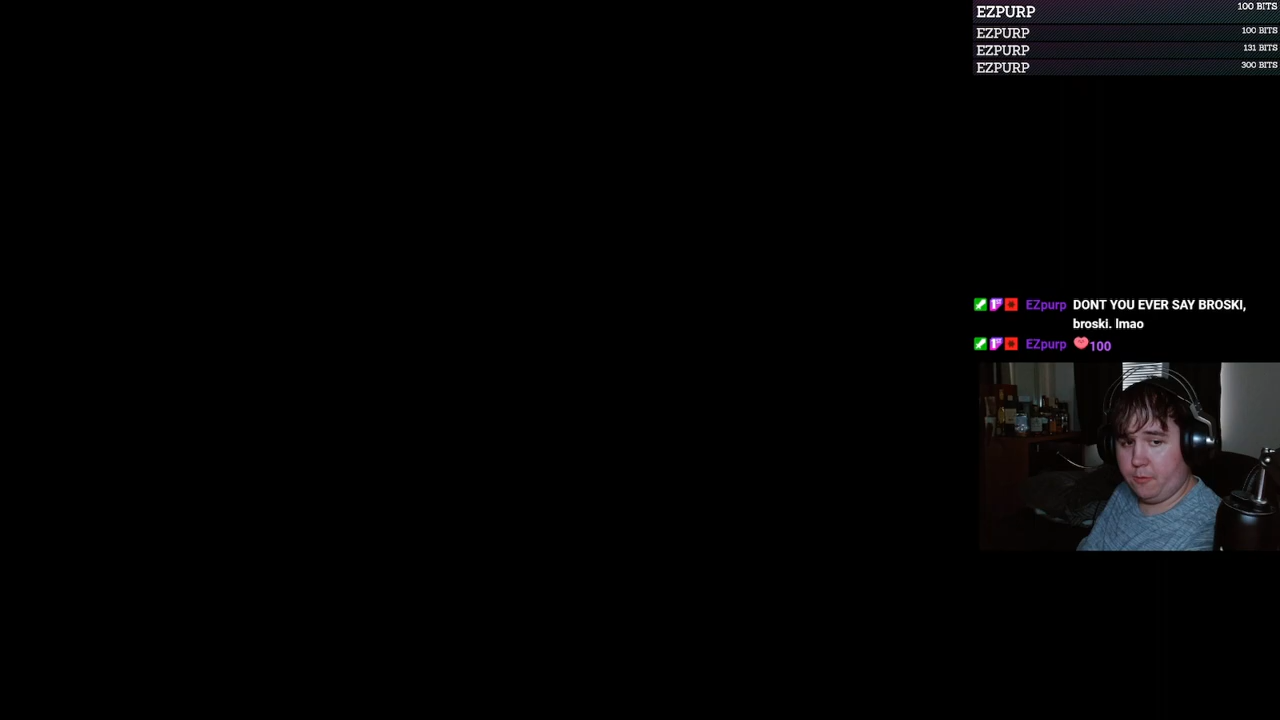 EZPURP 100 BITS
EZPURP 100 BITS
EZPURP 131 BITS
EZPURP 300 BITS
EZpurp DONT YOU EVER SAY BROSKI,
broski. lmao
EZpurp 100